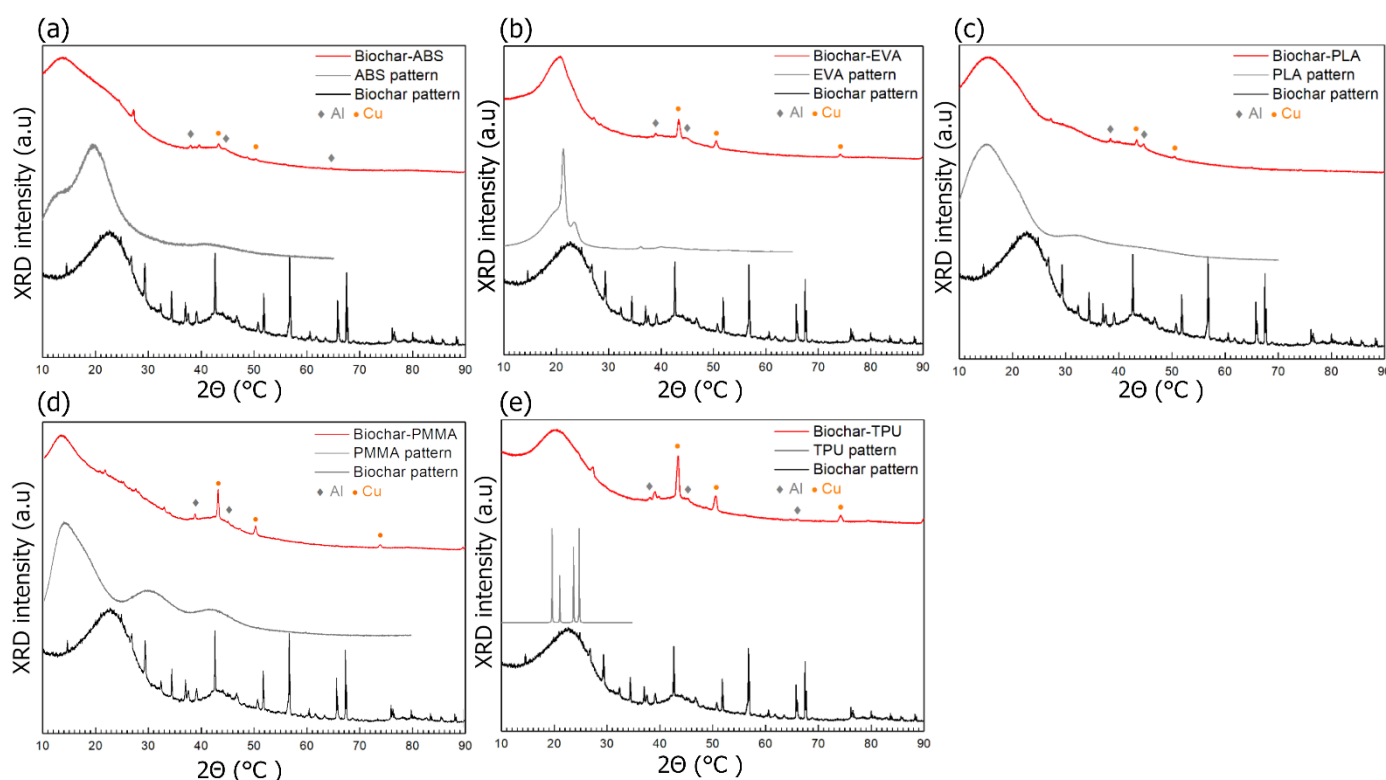 (a)
Biochar-ABS
ABS pattern
Biochar pattern
Al Cu
XRD intensity (a.u)
10 20 30 40 50 60 70 80 90
2Θ (°C)
(b)
Biochar-EVA
EVA pattern
Biochar pattern
Al Cu
XRD intensity (a.u)
10 20 30 40 50 60 70 80 90
2Θ (°C)
(c)
Biochar-PLA
PLA pattern
Biochar pattern
Al Cu
XRD intensity (a.u)
10 20 30 40 50 60 70 80 90
2Θ (°C)
(d)
Biochar-PMMA
PMMA pattern
Biochar pattern
Al Cu
XRD intensity (a.u)
10 20 30 40 50 60 70 80 90
2Θ (°C)
(e)
Biochar-TPU
TPU pattern
Biochar pattern
Al Cu
XRD intensity (a.u)
10 20 30 40 50 60 70 80 90
2Θ (°C)